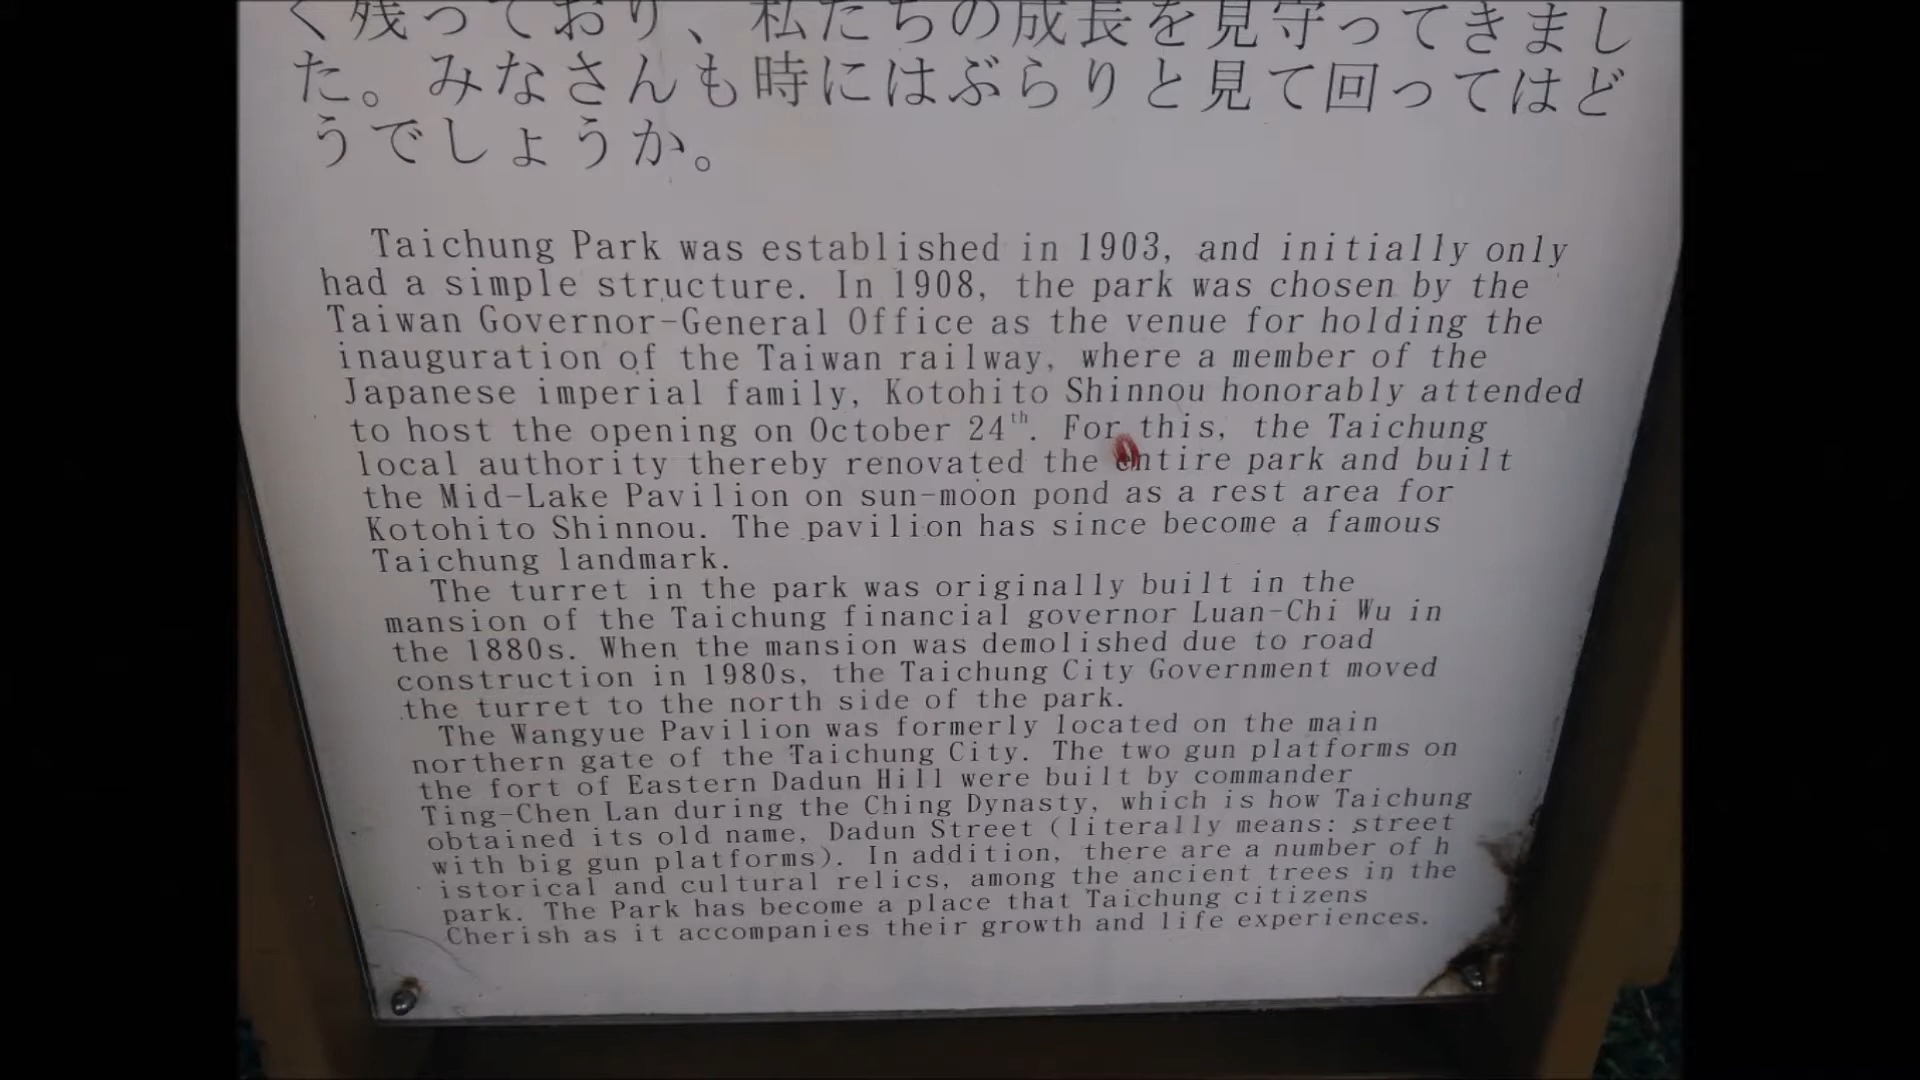 く残っており、私たちの成長を見守ってきまし
た。みなさんも時にはぶらりと見て回ってはど
うでしょうか。
Taichung Park was established in 1903, and initially only
had a simple structure. In 1908, the park was chosen by the
Taiwan Governor-General Office as the venue for holding the
inauguration of the Taiwan railway, where a member of the
Japanese imperial family, Kotohito Shinnou honorably attended
to host the opening on October 24th. For this, the Taichung
local authority thereby renovated the entire park and built
the Mid-Lake Pavilion on sun-moon pond as a rest area for
Kotohito Shinnou. The pavilion has since become a famous
Taichung landmark.
The turret in the park was originally built in the
mansion of the Taichung financial governor Luan-Chi Wu in
the 1880s. When the mansion was demolished due to road
construction in 1980s, the Taichung City Government moved
the turret to the north side of the park.
The Wangyue Pavilion was formerly located on the main
northern gate of the Taichung City. The two gun platforms on
the fort of Eastern Dadun Hill were built by commander
Ting-Chen Lan during the Ching Dynasty, which is how Taichung
obtained its old name, Dadun Street (literally means: street
with big gun platforms). In addition, there are a number of h
istorical and cultural relics, among the ancient trees in the
park. The Park has become a place that Taichung citizens
Cherish as it accompanies their growth and life experiences.